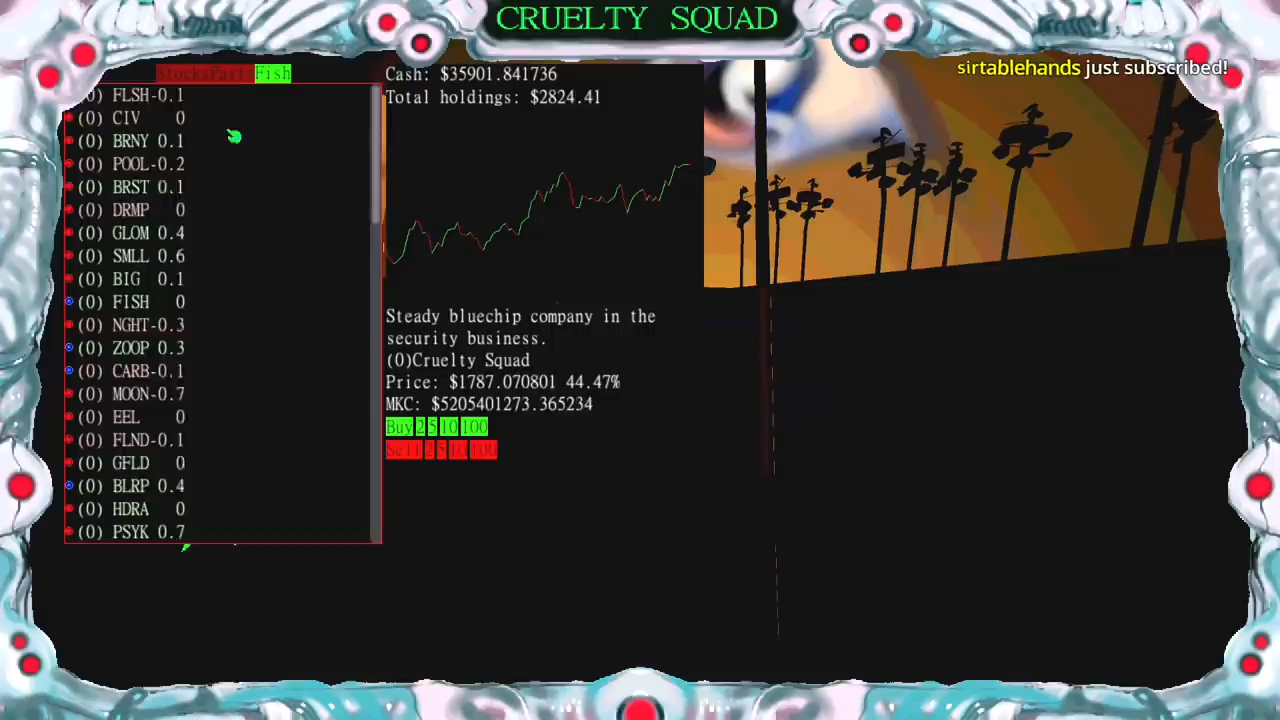 CRUELTY SQUAD
sirtablehands just subscribed!
Stocks Fish
Cash: $35901.841736
Total holdings: $2824.41
(0) FLSH-0.1
(0) CIV 0
(0) BRNY 0.1
(0) POOL-0.2
(0) BRST 0.1
(0) DRMP 0
(0) GLOM 0.4
(0) SMLL 0.6
(0) BIG 0.1
(0) FISH 0
(0) NGHT-0.3
(0) ZOOP 0.3
(0) CARB-0.1
(0) MOON-0.7
(0) EEL 0
(0) FLND-0.1
(0) GFLD 0
(0) BLRP 0.4
(0) HDRA 0
(0) PSYK 0.7
Steady bluechip company in the
security business.
(0)Cruelty Squad
Price: $1787.070801 44.47%
MKC: $5205401273.365234
Buy 2 5 10 100
Sell 2 5 10 100